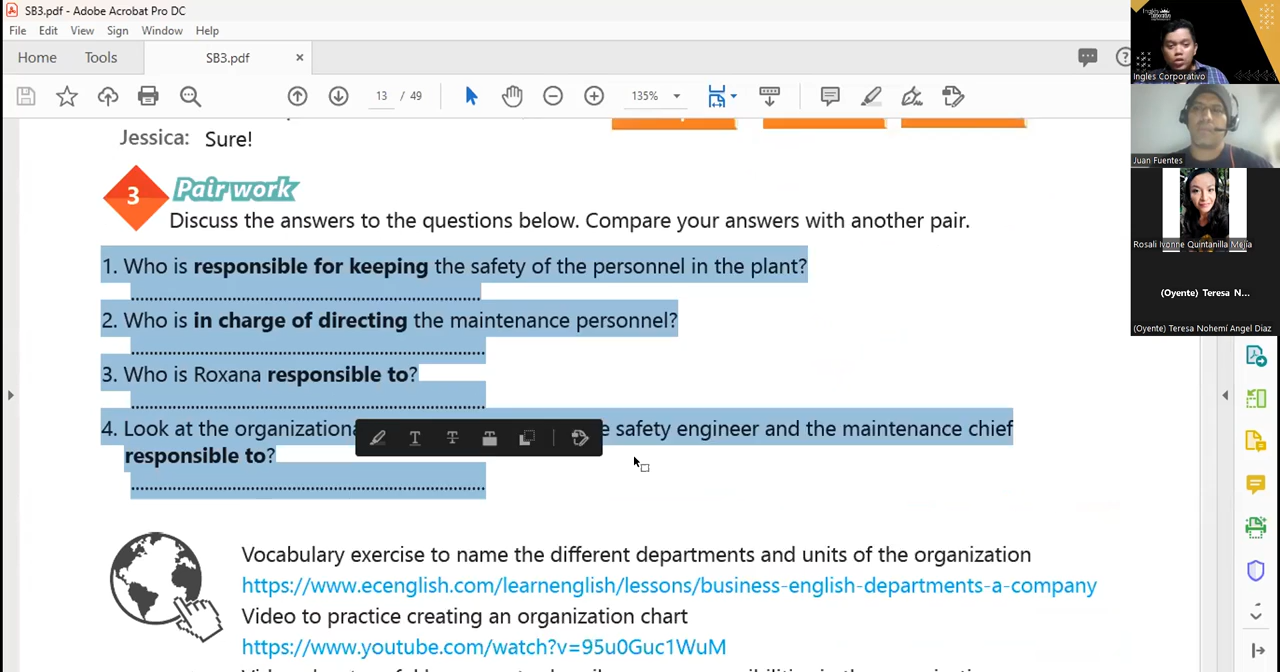 SB3.pdf - Adobe Acrobat Pro DC
File Edit View Sign Window Help
Home Tools SB3.pdf ×
13 / 49 135%
Jessica: Sure!
3 Pair work
Discuss the answers to the questions below. Compare your answers with another pair.
1. Who is responsible for keeping the safety of the personnel in the plant?
................................................................................
2. Who is in charge of directing the maintenance personnel?
................................................................................
3. Who is Roxana responsible to?
................................................................................
4. Look at the organizationa e safety engineer and the maintenance chief
responsible to?
................................................................................
Vocabulary exercise to name the different departments and units of the organization
https://www.ecenglish.com/learnenglish/lessons/business-english-departments-a-company
Video to practice creating an organization chart
https://www.youtube.com/watch?v=95u0Guc1WuM
Inglés Corporativo
Juan Fuentes
Rosali Ivonne Quintanilla Mejía
(Oyente) Teresa N...
(Oyente) Teresa Nohemí Angel Diaz